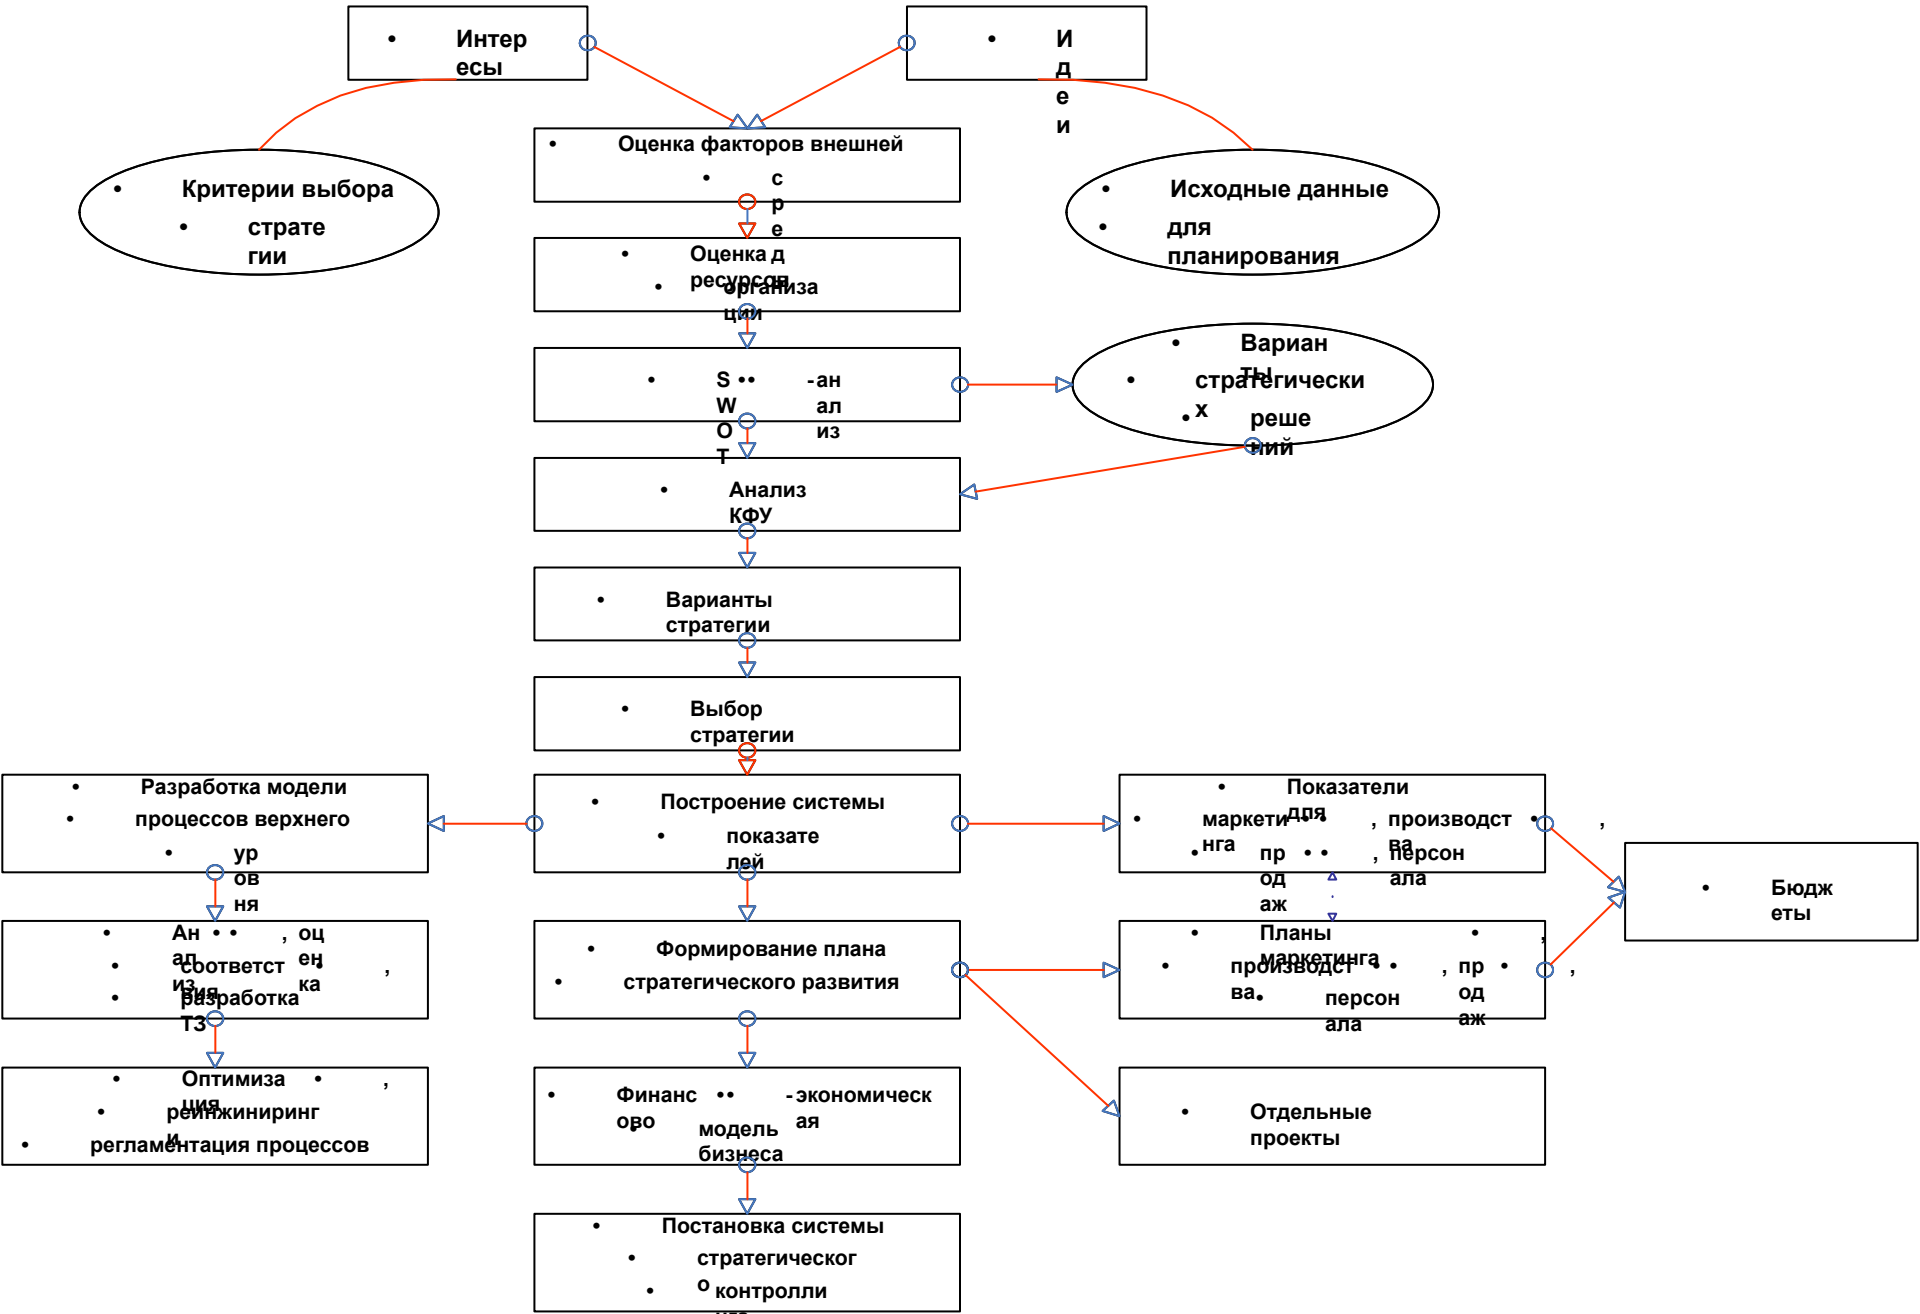 • Интер
есы
• И
д
е
и
• Оценка факторов внешней
• с
р
е
д
• Критерии выбора
• страте
гии
• Исходные данные
• для
планирования
• Оценка
ресурсов
• организа
ции
• S •• -ан
W ал
O из
T
• Вариан
ты
• стратегически
х
• реше
ний
• Анализ
КФУ
• Варианты
стратегии
• Выбор
стратегии
• Разработка модели
• процессов верхнего
• ур
ов
ня
• Построение системы
• показате
лей
• Показатели
для
• маркети • • , производст • ,
нга ва
• пр • • , персон
од ала
аж
• Бюдж
еты
• Ан • • , оц
ал ен
из ка
• соответст • ,
вия
• разработка
ТЗ
• Формирование плана
• стратегического развития
• Планы • ,
маркетинга
• производст • • , пр • ,
ва од
аж
• персон
ала
• Оптимиза • ,
ция
• реинжиниринг
и
• регламентация процессов
• Финанс •• -экономическ
ово ая
• модель
бизнеса
• Отдельные
проекты
• Постановка системы
• стратегическог
о
• контролли